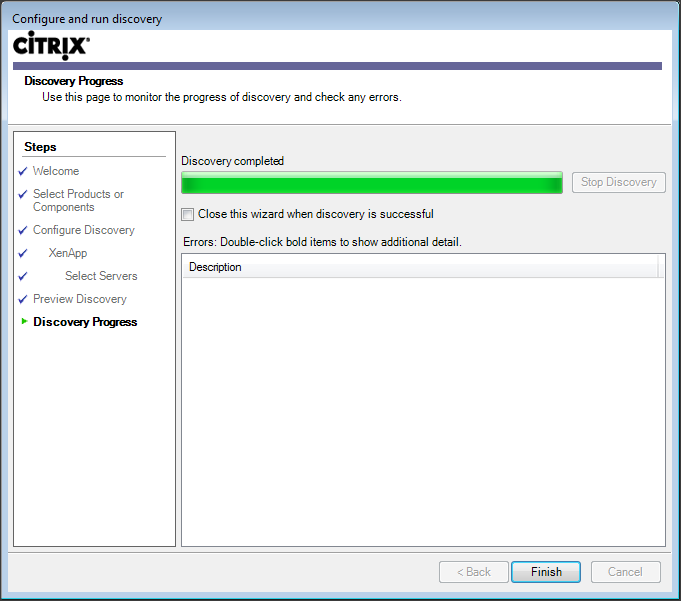 Configure and run discovery
CITRIX®
Discovery Progress
Use this page to monitor the progress of discovery and check any errors.
Steps
Welcome
Select Products or
Components
Configure Discovery
XenApp
Select Servers
Preview Discovery
Discovery Progress
Discovery completed
Stop Discovery
Close this wizard when discovery is successful
Errors: Double-click bold items to show additional detail.
Description
< Back
Finish
Cancel